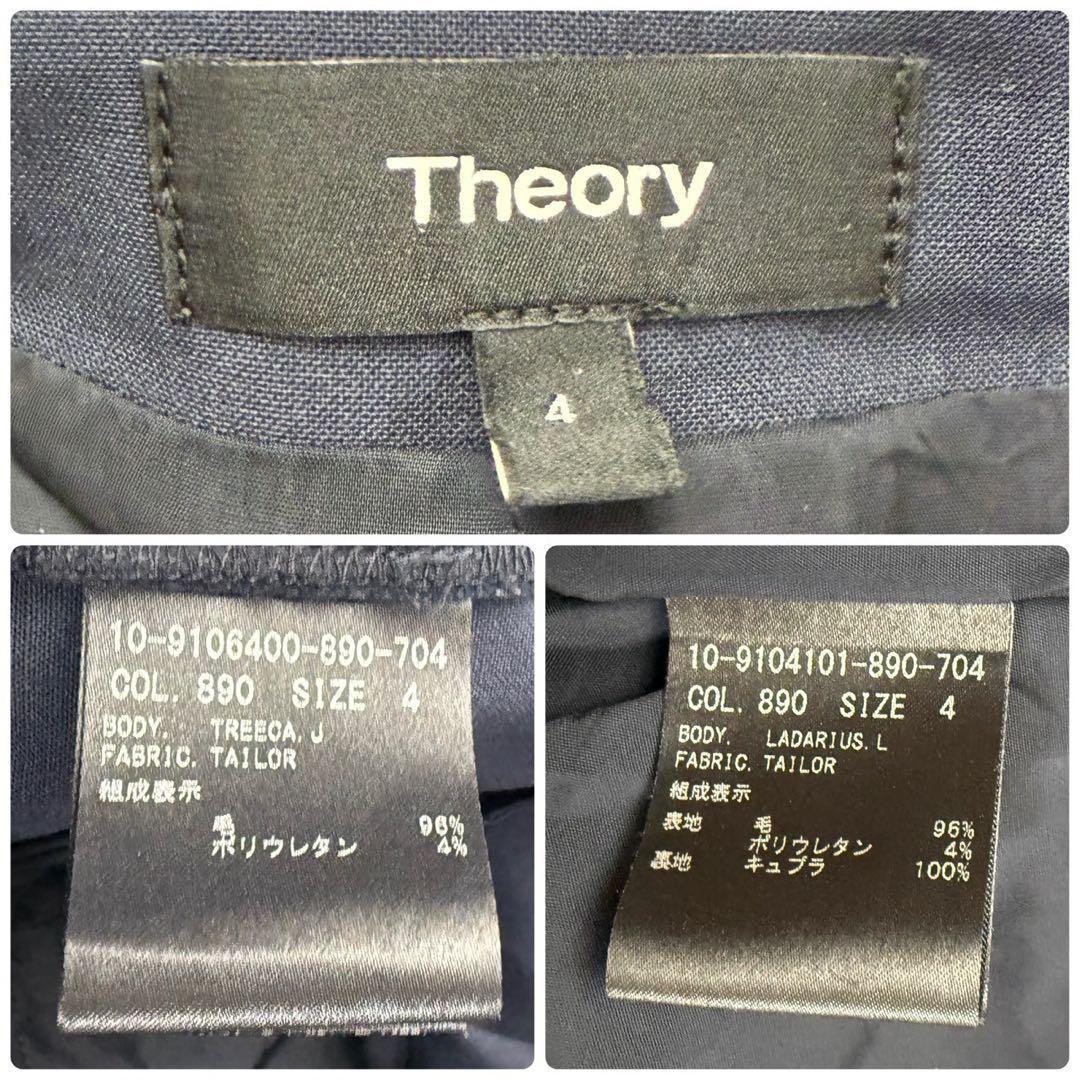 Theory
4
10-9106400-890-704
COL. 890 SIZE 4
BODY. TREECA.J
FABRIC. TAILOR
組成表示
毛 96%
ポリウレタン 4%
10-9104101-890-704
COL. 890 SIZE 4
BODY. LADARIUS.L
FABRIC. TAILOR
組成表示
表地 毛 96%
ポリウレタン 4%
裏地 キュプラ 100%